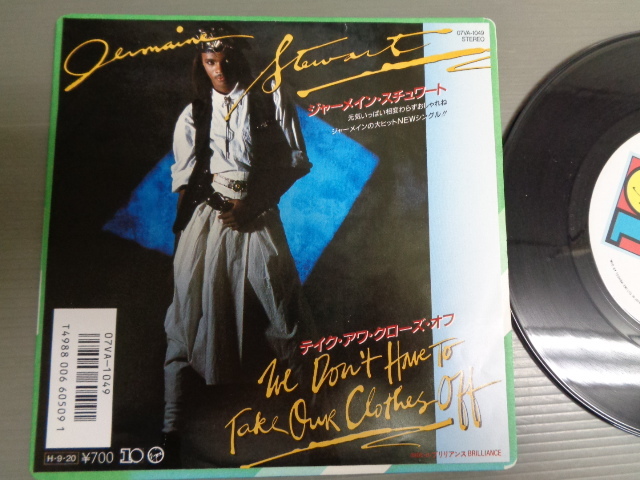 Jermaine Stewart
07VA-1049
STEREO
ジャーメイン・スチュワート
元気いっぱい相変わらずおしゃれね
ジャーメインの大ヒットNEWシングル!!
テイク・アワ・クローズ・オフ
We Don't Have To
Take Our Clothes Off
ブリリアンス BRILLIANCE
07VA-1049
T4988 006 605091
H-9-20 ¥700 10
10